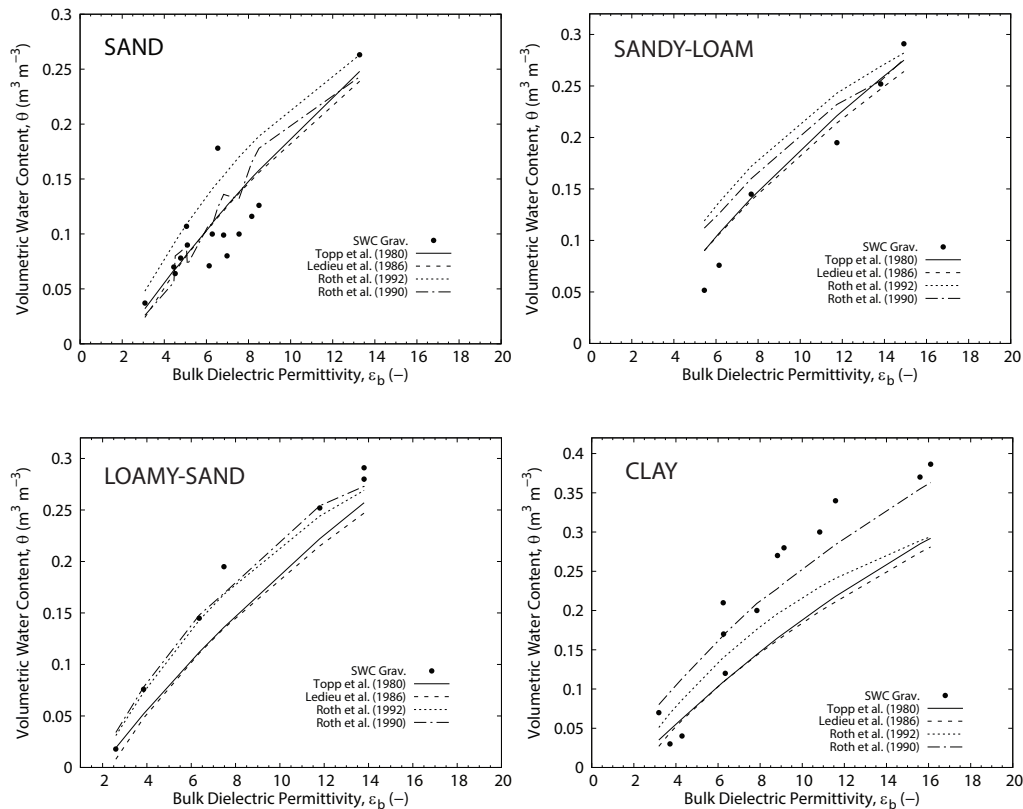 SAND
Volumetric Water Content, θ (m³ m⁻³)
0.3
0.25
0.2
0.15
0.1
0.05
0
SWC Grav.
Topp et al. (1980)
Ledieu et al. (1986)
Roth et al. (1992)
Roth et al. (1990)
0 2 4 6 8 10 12 14 16 18 20
Bulk Dielectric Permittivity, ε_b (–)
SANDY-LOAM
Volumetric Water Content, θ (m³ m⁻³)
0.3
0.25
0.2
0.15
0.1
0.05
0
SWC Grav.
Topp et al. (1980)
Ledieu et al. (1986)
Roth et al. (1992)
Roth et al. (1990)
0 2 4 6 8 10 12 14 16 18 20
Bulk Dielectric Permittivity, ε_b (–)
LOAMY-SAND
Volumetric Water Content, θ (m³ m⁻³)
0.3
0.25
0.2
0.15
0.1
0.05
0
SWC Grav.
Topp et al. (1980)
Ledieu et al. (1986)
Roth et al. (1992)
Roth et al. (1990)
2 4 6 8 10 12 14 16 18 20
Bulk Dielectric Permittivity, ε_b (–)
CLAY
Volumetric Water Content, θ (m³ m⁻³)
0.4
0.35
0.3
0.25
0.2
0.15
0.1
0.05
0
SWC Grav.
Topp et al. (1980)
Ledieu et al. (1986)
Roth et al. (1992)
Roth et al. (1990)
0 2 4 6 8 10 12 14 16 18 20
Bulk Dielectric Permittivity, ε_b (–)